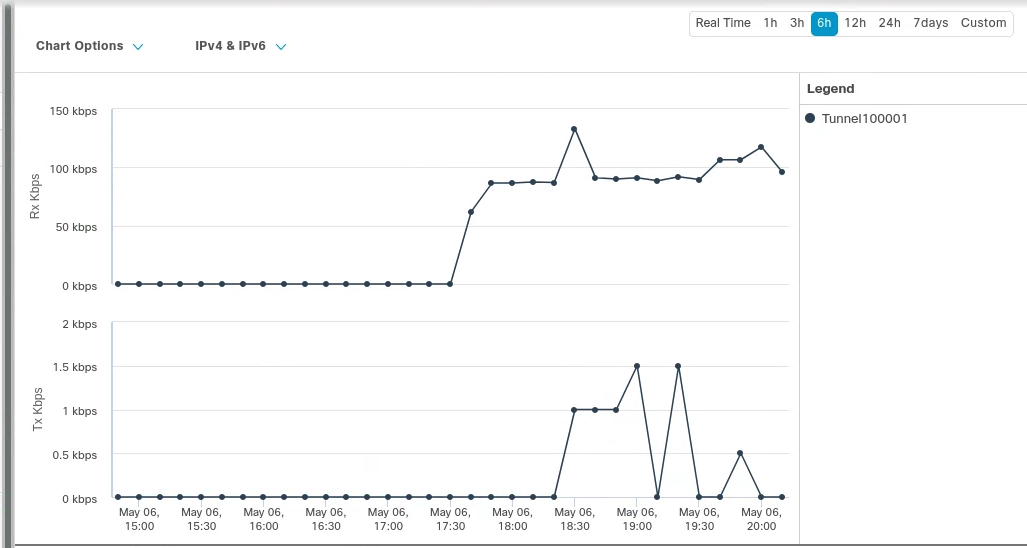 Real Time 1h 3h 6h 12h 24h 7days Custom
Chart Options IPv4 & IPv6
Legend
Tunnel100001
Rx Kbps
150 kbps
100 kbps
50 kbps
0 kbps
Tx Kbps
2 kbps
1.5 kbps
1 kbps
0.5 kbps
0 kbps
May 06, May 06, May 06, May 06, May 06, May 06, May 06, May 06, May 06, May 06, May 06,
15:00 15:30 16:00 16:30 17:00 17:30 18:00 18:30 19:00 19:30 20:00